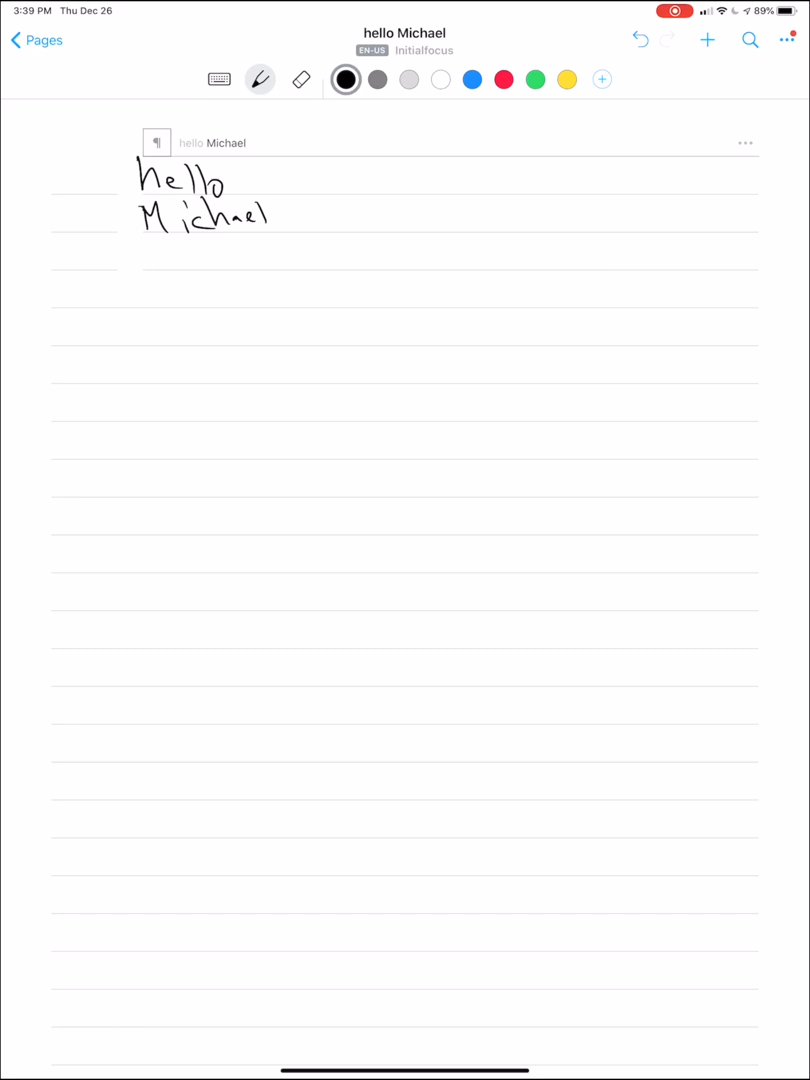 3:39 PM Thu Dec 26 89%
Pages
hello Michael
EN-US Initialfocus
¶ hello Michael
hello
Michael